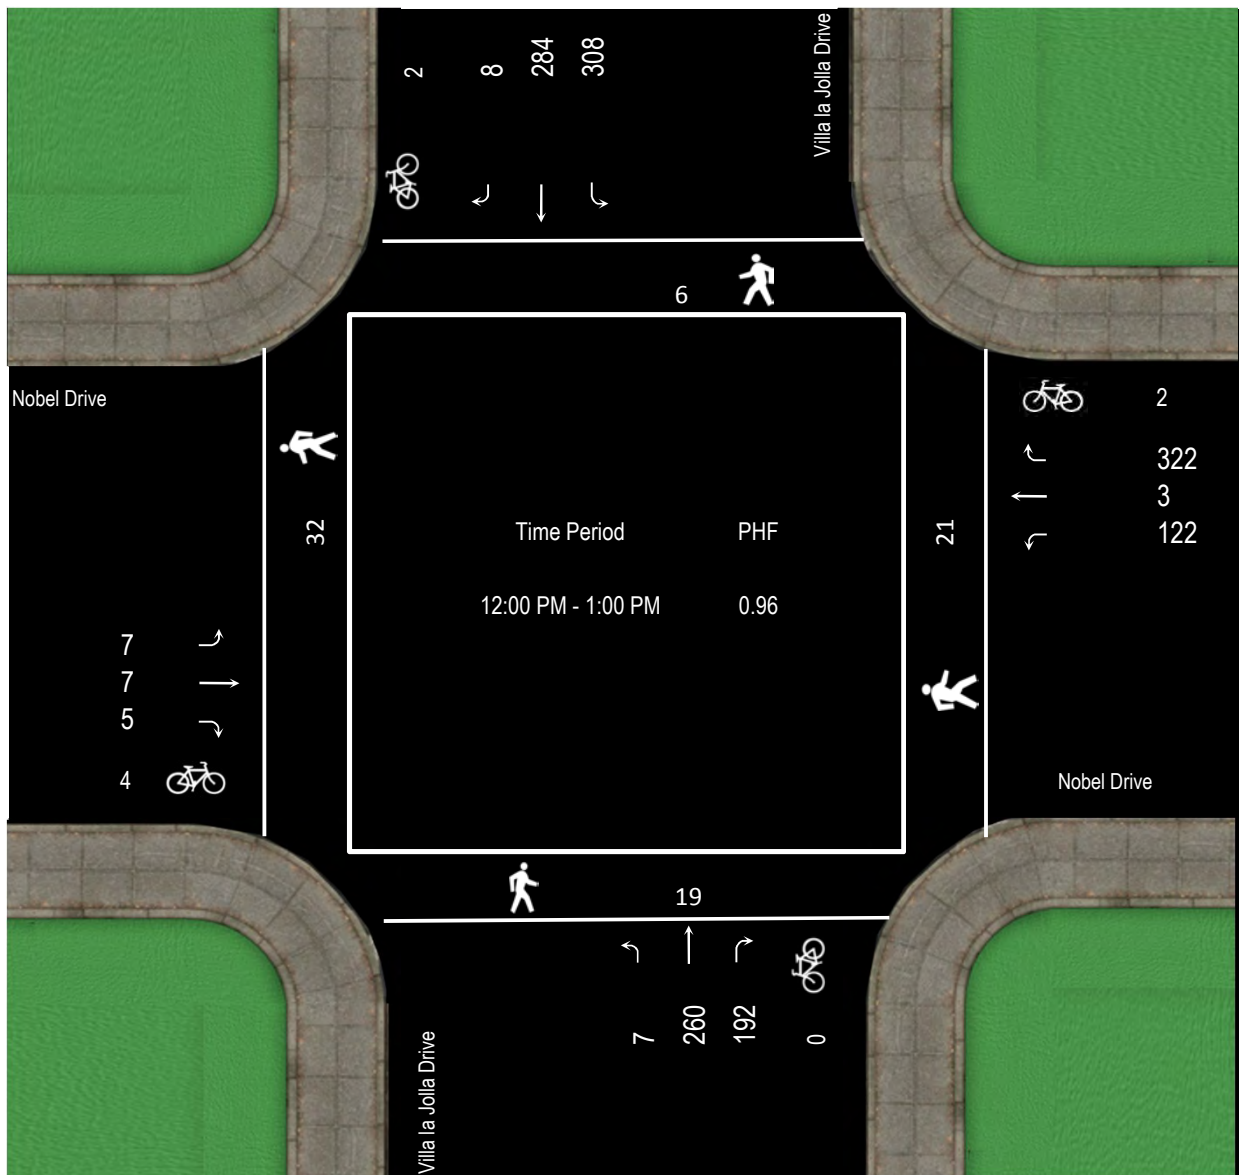 2 8 284 308
Villa la Jolla Drive
6
Nobel Drive
2
322
3
122
32
21
Time Period PHF
12:00 PM - 1:00 PM 0.96
7
7
5
4
Nobel Drive
19
7 260 192 0
Villa la Jolla Drive